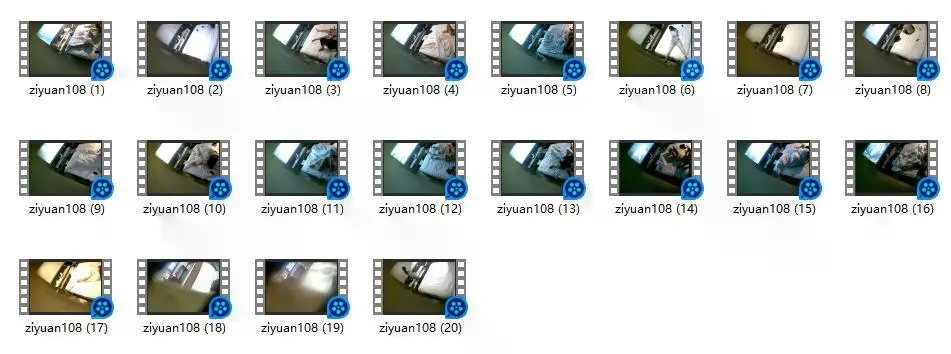 ziyuan108 (1)
ziyuan108 (2)
ziyuan108 (3)
ziyuan108 (4)
ziyuan108 (5)
ziyuan108 (6)
ziyuan108 (7)
ziyuan108 (8)
ziyuan108 (9)
ziyuan108 (10)
ziyuan108 (11)
ziyuan108 (12)
ziyuan108 (13)
ziyuan108 (14)
ziyuan108 (15)
ziyuan108 (16)
ziyuan108 (17)
ziyuan108 (18)
ziyuan108 (19)
ziyuan108 (20)